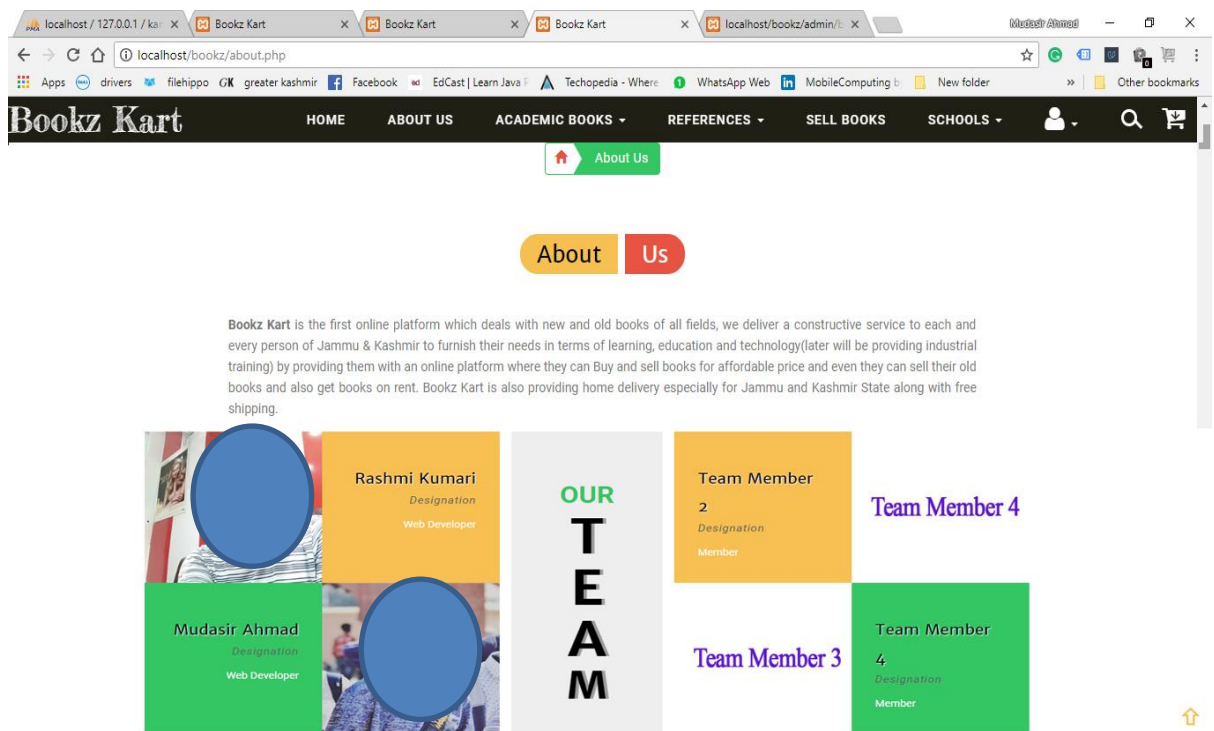 localhost / 127.0.0.1 / kar
Bookz Kart
Bookz Kart
Bookz Kart
localhost/bookz/admin/b
Mudasir Ahmad
localhost/bookz/about.php
Apps drivers filehippo GK greater kashmir Facebook EdCast | Learn Java P Techopedia - Where WhatsApp Web in MobileComputing b New folder » Other bookmarks
Bookz Kart HOME ABOUT US ACADEMIC BOOKS REFERENCES SELL BOOKS SCHOOLS
About Us
About Us
Bookz Kart is the first online platform which deals with new and old books of all fields, we deliver a constructive service to each and
every person of Jammu & Kashmir to furnish their needs in terms of learning, education and technology(later will be providing industrial
training) by providing them with an online platform where they can Buy and sell books for affordable price and even they can sell their old
books and also get books on rent. Bookz Kart is also providing home delivery especially for Jammu and Kashmir State along with free
shipping.
Rashmi Kumari
Designation
Web Developer
Mudasir Ahmad
Designation
Web Developer
OUR
T
E
A
M
Team Member
2
Designation
Member
Team Member 4
Team Member 3
Team Member
4
Designation
Member